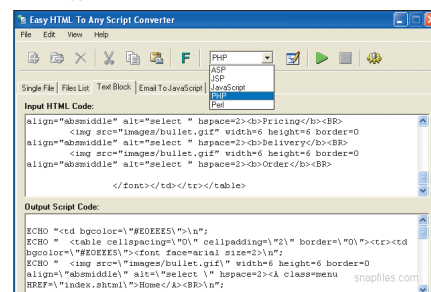 Easy HTML To Any Script Converter
File Edit View Help
F PHP
ASP
JSP
JavaScript
PHP
Perl
Single File Files List Text Block Email To JavaScript
Input HTML Code:
align="absmiddle" alt="select " hspace=2><b>Pricing</b><BR>
<img src="images/bullet.gif" width=6 height=6 border=0
align="absmiddle" alt="select " hspace=2><b>Delivery</b><BR>
<img src="images/bullet.gif" width=6 height=6 border=0
align="absmiddle" alt="select " hspace=2><b>Order</b><BR>
</font></td></tr></table>
Output Script Code:
ECHO "<td bgcolor=\"#E0EEE5\">\n";
ECHO " <table cellspacing=\"0\" cellpadding=\"2\" border=\"0\"><tr><td
bgcolor=\"#E0EEE5\"><font face=arial size=2>\n";
ECHO " <img src=\"images/bullet.gif\" width=6 height=6 border=0
align=\"absmiddle\" alt=\"select \" hspace=2><A class=menu
HREF=\"index.shtml\">Home</A><BR>\n";
snapfiles.com